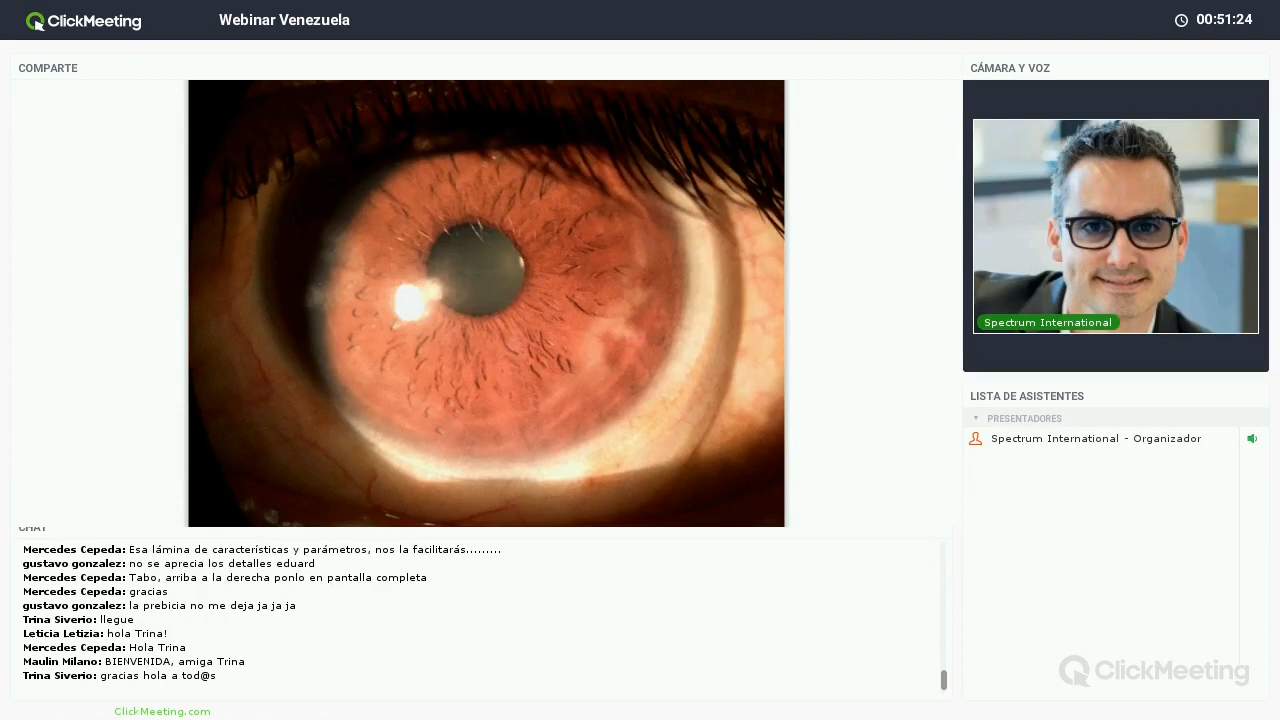 ClickMeeting
Webinar Venezuela
00:51:24
COMPARTE
CÁMARA Y VOZ
Spectrum International
LISTA DE ASISTENTES
PRESENTADORES
Spectrum International - Organizador
CHAT
Mercedes Cepeda: Esa lámina de características y parámetros, nos la facilitarás.........
gustavo gonzalez: no se aprecia los detalles eduard
Mercedes Cepeda: Tabo, arriba a la derecha ponlo en pantalla completa
Mercedes Cepeda: gracias
gustavo gonzalez: la prebicia no me deja ja ja ja
Trina Siverio: llegue
Leticia Letizia: hola Trina!
Mercedes Cepeda: Hola Trina
Maulin Milano: BIENVENIDA, amiga Trina
Trina Siverio: gracias hola a tod@s
ClickMeeting
ClickMeeting.com